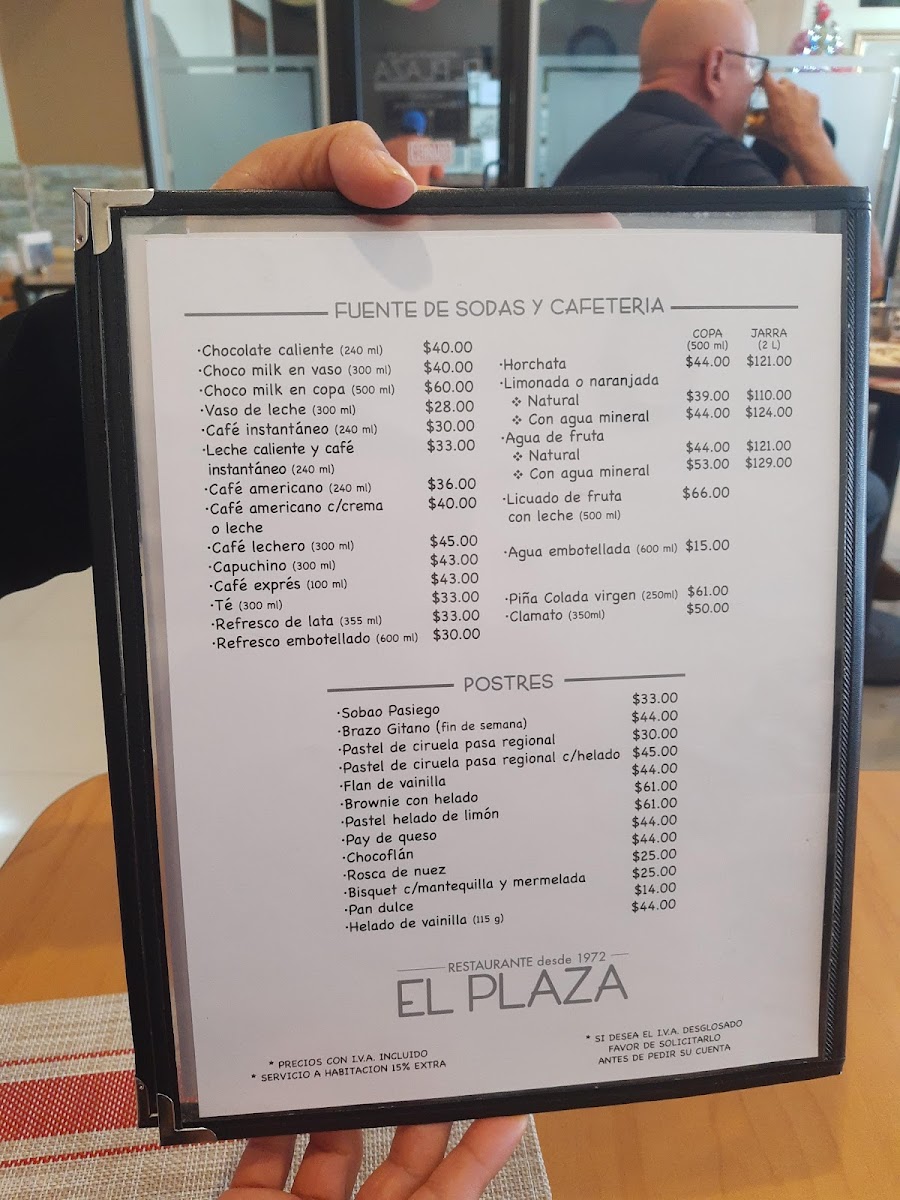 FUENTE DE SODAS Y CAFETERIA
·Chocolate caliente (240 ml) $40.00
·Choco milk en vaso (300 ml) $40.00
·Choco milk en copa (500 ml) $60.00
·Vaso de leche (300 ml) $28.00
·Café instantáneo (240 ml) $30.00
·Leche caliente y café $33.00
instantáneo (240 ml)
·Café americano (240 ml) $36.00
·Café americano c/crema $40.00
o leche
·Café lechero (300 ml) $45.00
·Capuchino (300 ml) $43.00
·Café exprés (100 ml) $43.00
·Té (300 ml) $33.00
·Refresco de lata (355 ml) $33.00
·Refresco embotellado (600 ml) $30.00
COPA JARRA
(500 ml) (2 L)
·Horchata $44.00 $121.00
·Limonada o naranjada
❖ Natural $39.00 $110.00
❖ Con agua mineral $44.00 $124.00
·Agua de fruta
❖ Natural $44.00 $121.00
❖ Con agua mineral $53.00 $129.00
·Licuado de fruta $66.00
con leche (500 ml)
·Agua embotellada (600 ml) $15.00
·Piña Colada virgen (250ml) $61.00
·Clamato (350ml) $50.00
POSTRES
·Sobao Pasiego $33.00
·Brazo Gitano (fin de semana) $44.00
·Pastel de ciruela pasa regional $30.00
·Pastel de ciruela pasa regional c/helado $45.00
·Flan de vainilla $44.00
·Brownie con helado $61.00
·Pastel helado de limón $61.00
·Pay de queso $44.00
·Chocoflán $44.00
·Rosca de nuez $25.00
·Bisquet c/mantequilla y mermelada $25.00
·Pan dulce $14.00
·Helado de vainilla (115 g) $44.00
RESTAURANTE desde 1972
EL PLAZA
* PRECIOS CON I.V.A. INCLUIDO
* SERVICIO A HABITACION 15% EXTRA
* SI DESEA EL I.V.A. DESGLOSADO
FAVOR DE SOLICITARLO
ANTES DE PEDIR SU CUENTA
EL PLAZA